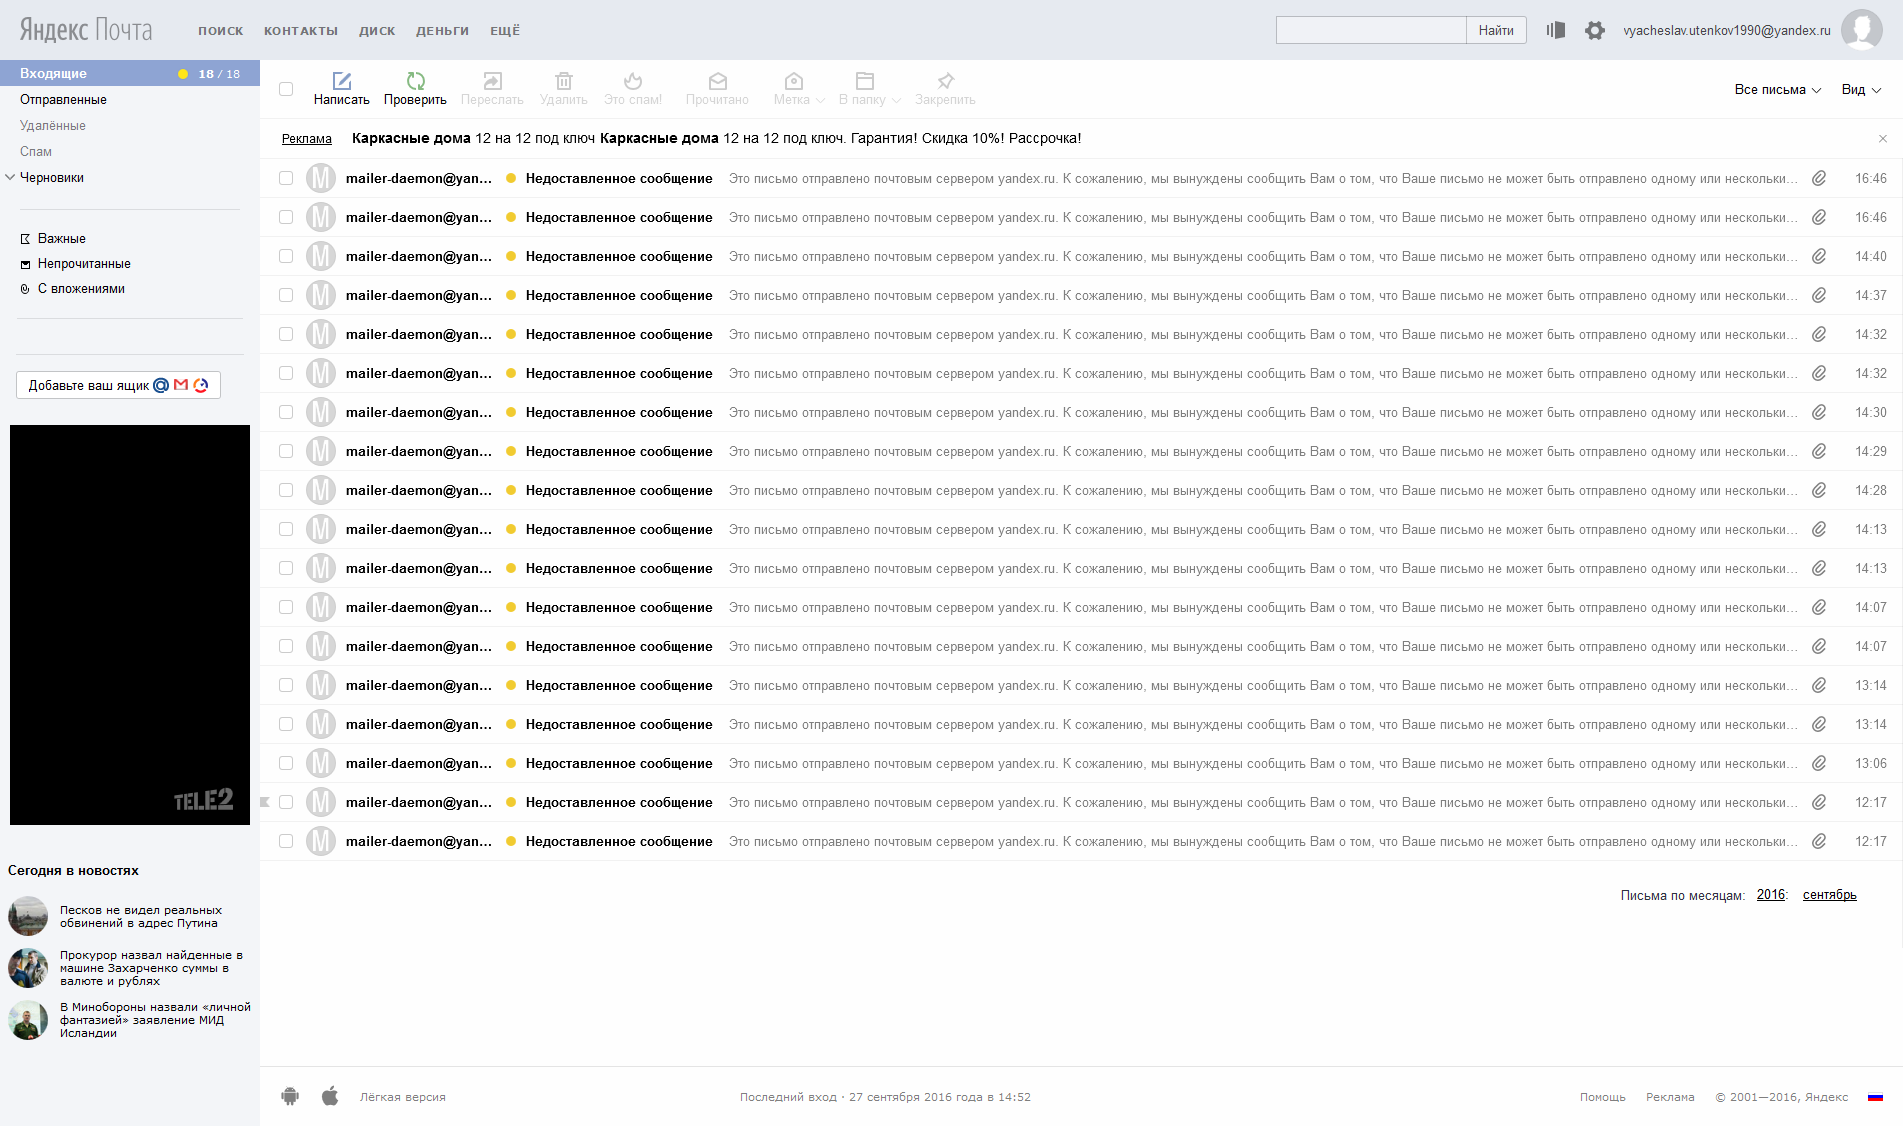 Яндекс Почта
ПОИСК КОНТАКТЫ ДИСК ДЕНЬГИ ЕЩЁ
Найти
vyacheslav.utenkov1990@yandex.ru
Входящие 18 / 18
Отправленные
Удалённые
Спам
Черновики
Важные
Непрочитанные
С вложениями
Добавьте ваш ящик
TELE2
Сегодня в новостях
Песков не видел реальных
обвинений в адрес Путина
Прокурор назвал найденные в
машине Захарченко суммы в
валюте и рублях
В Минобороны назвали «личной
фантазией» заявление МИД
Исландии
Написать Проверить Переслать Удалить Это спам! Прочитано Метка В папку Закрепить
Все письма Вид
Реклама Каркасные дома 12 на 12 под ключ Каркасные дома 12 на 12 под ключ. Гарантия! Скидка 10%! Рассрочка!
M mailer-daemon@yan... Недоставленное сообщение Это письмо отправлено почтовым сервером yandex.ru. К сожалению, мы вынуждены сообщить Вам о том, что Ваше письмо не может быть отправлено одному или нескольки... 16:46
M mailer-daemon@yan... Недоставленное сообщение Это письмо отправлено почтовым сервером yandex.ru. К сожалению, мы вынуждены сообщить Вам о том, что Ваше письмо не может быть отправлено одному или нескольки... 16:46
M mailer-daemon@yan... Недоставленное сообщение Это письмо отправлено почтовым сервером yandex.ru. К сожалению, мы вынуждены сообщить Вам о том, что Ваше письмо не может быть отправлено одному или нескольки... 14:40
M mailer-daemon@yan... Недоставленное сообщение Это письмо отправлено почтовым сервером yandex.ru. К сожалению, мы вынуждены сообщить Вам о том, что Ваше письмо не может быть отправлено одному или нескольки... 14:37
M mailer-daemon@yan... Недоставленное сообщение Это письмо отправлено почтовым сервером yandex.ru. К сожалению, мы вынуждены сообщить Вам о том, что Ваше письмо не может быть отправлено одному или нескольки... 14:32
M mailer-daemon@yan... Недоставленное сообщение Это письмо отправлено почтовым сервером yandex.ru. К сожалению, мы вынуждены сообщить Вам о том, что Ваше письмо не может быть отправлено одному или нескольки... 14:32
M mailer-daemon@yan... Недоставленное сообщение Это письмо отправлено почтовым сервером yandex.ru. К сожалению, мы вынуждены сообщить Вам о том, что Ваше письмо не может быть отправлено одному или нескольки... 14:30
M mailer-daemon@yan... Недоставленное сообщение Это письмо отправлено почтовым сервером yandex.ru. К сожалению, мы вынуждены сообщить Вам о том, что Ваше письмо не может быть отправлено одному или нескольки... 14:29
M mailer-daemon@yan... Недоставленное сообщение Это письмо отправлено почтовым сервером yandex.ru. К сожалению, мы вынуждены сообщить Вам о том, что Ваше письмо не может быть отправлено одному или нескольки... 14:28
M mailer-daemon@yan... Недоставленное сообщение Это письмо отправлено почтовым сервером yandex.ru. К сожалению, мы вынуждены сообщить Вам о том, что Ваше письмо не может быть отправлено одному или нескольки... 14:13
M mailer-daemon@yan... Недоставленное сообщение Это письмо отправлено почтовым сервером yandex.ru. К сожалению, мы вынуждены сообщить Вам о том, что Ваше письмо не может быть отправлено одному или нескольки... 14:13
M mailer-daemon@yan... Недоставленное сообщение Это письмо отправлено почтовым сервером yandex.ru. К сожалению, мы вынуждены сообщить Вам о том, что Ваше письмо не может быть отправлено одному или нескольки... 14:07
M mailer-daemon@yan... Недоставленное сообщение Это письмо отправлено почтовым сервером yandex.ru. К сожалению, мы вынуждены сообщить Вам о том, что Ваше письмо не может быть отправлено одному или нескольки... 14:07
M mailer-daemon@yan... Недоставленное сообщение Это письмо отправлено почтовым сервером yandex.ru. К сожалению, мы вынуждены сообщить Вам о том, что Ваше письмо не может быть отправлено одному или нескольки... 13:14
M mailer-daemon@yan... Недоставленное сообщение Это письмо отправлено почтовым сервером yandex.ru. К сожалению, мы вынуждены сообщить Вам о том, что Ваше письмо не может быть отправлено одному или нескольки... 13:14
M mailer-daemon@yan... Недоставленное сообщение Это письмо отправлено почтовым сервером yandex.ru. К сожалению, мы вынуждены сообщить Вам о том, что Ваше письмо не может быть отправлено одному или нескольки... 13:06
M mailer-daemon@yan... Недоставленное сообщение Это письмо отправлено почтовым сервером yandex.ru. К сожалению, мы вынуждены сообщить Вам о том, что Ваше письмо не может быть отправлено одному или нескольки... 12:17
M mailer-daemon@yan... Недоставленное сообщение Это письмо отправлено почтовым сервером yandex.ru. К сожалению, мы вынуждены сообщить Вам о том, что Ваше письмо не может быть отправлено одному или нескольки... 12:17
Письма по месяцам: 2016: сентябрь
Лёгкая версия
Последний вход · 27 сентября 2016 года в 14:52
Помощь Реклама © 2001—2016, Яндекс